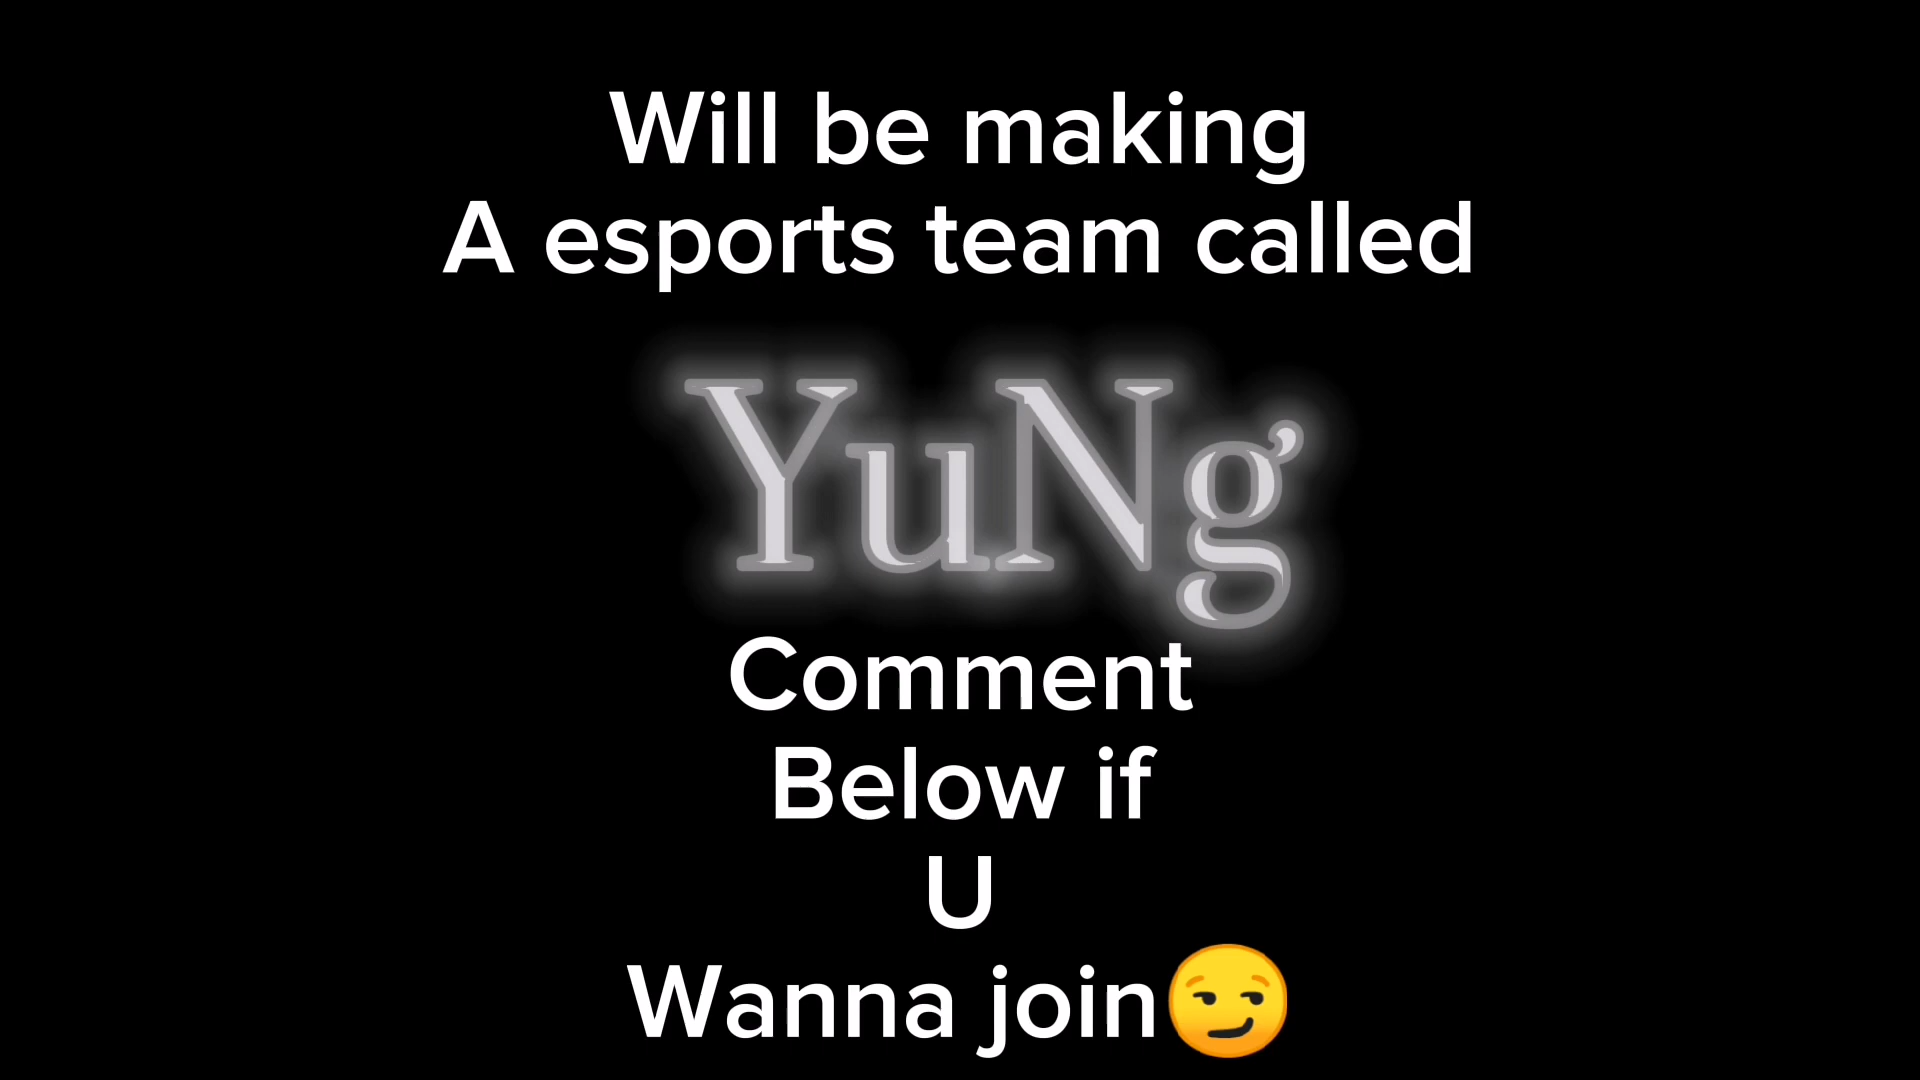 Will be making
A esports team called
YuNg
Comment
Below if
U
Wanna join😏